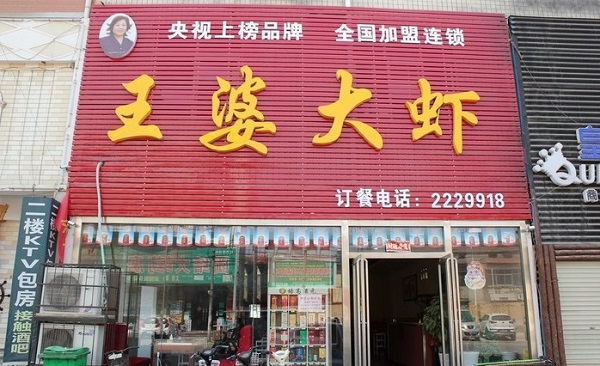 央视上榜品牌 全国加盟连锁
王婆大虾
订餐电话：2229918
二楼KTV包房
接触酒吧
QU